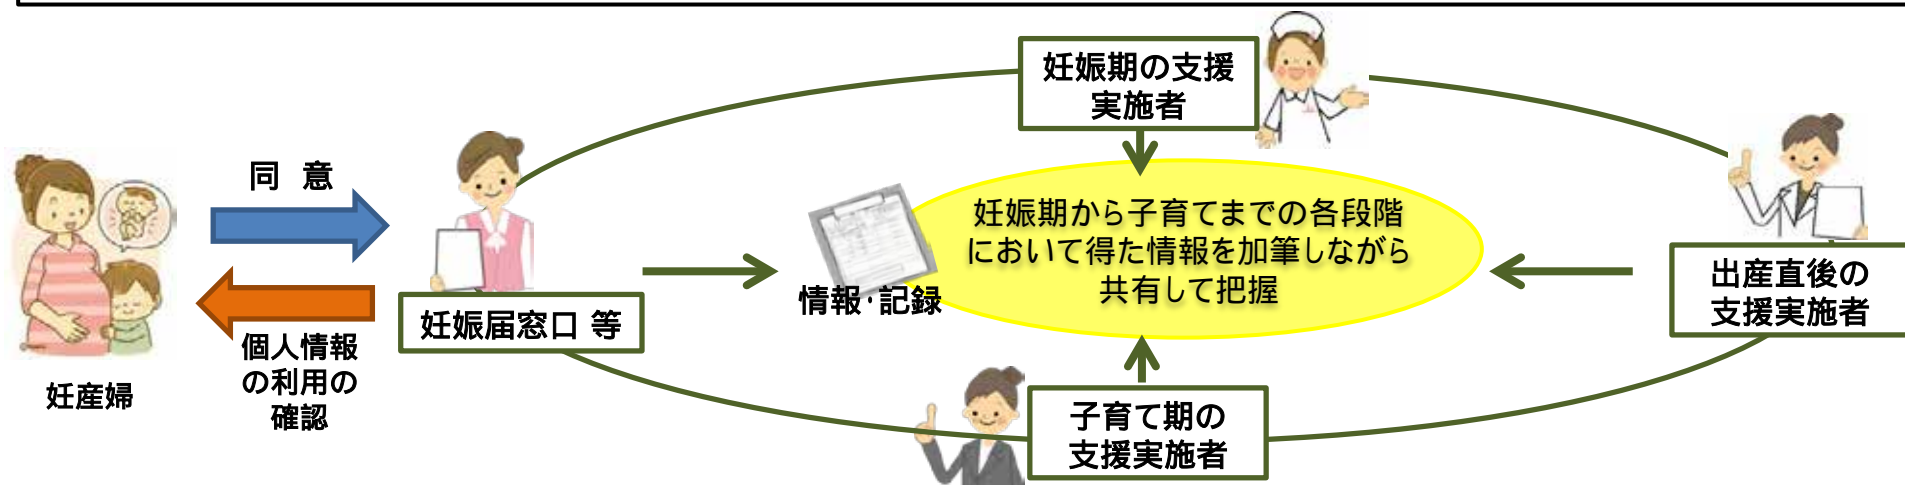 妊娠期の支援
実施者
同 意
妊娠期から子育てまでの各段階
において得た情報を加筆しながら
共有して把握
情報・記録
出産直後の
支援実施者
妊娠届窓口 等
個人情報
の利用の
確認
妊産婦
子育て期の
支援実施者